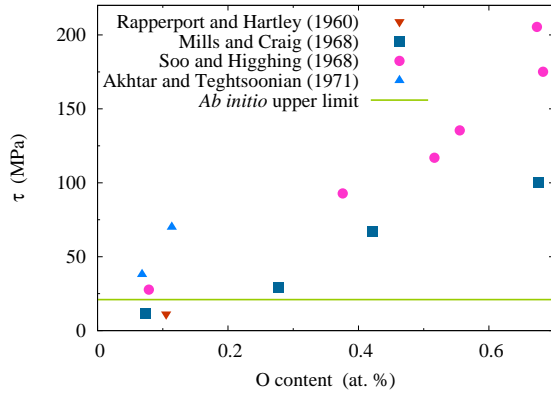 Rapperport and Hartley (1960)
Mills and Craig (1968)
Soo and Higghing (1968)
Akhtar and Teghtsoonian (1971)
Ab initio upper limit
200
150
100
50
0
τ (MPa)
0 0.2 0.4 0.6
O content (at. %)